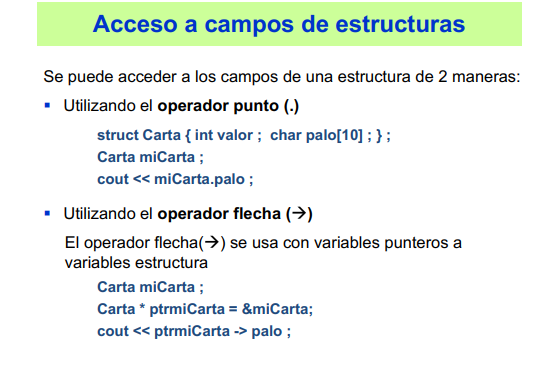 Acceso a campos de estructuras
Se puede acceder a los campos de una estructura de 2 maneras:
▪ Utilizando el operador punto (.)
struct Carta { int valor ; char palo[10] ; } ;
Carta miCarta ;
cout << miCarta.palo ;
▪ Utilizando el operador flecha (→)
El operador flecha(→) se usa con variables punteros a
variables estructura
Carta miCarta ;
Carta * ptrmiCarta = &miCarta;
cout << ptrmiCarta -> palo ;